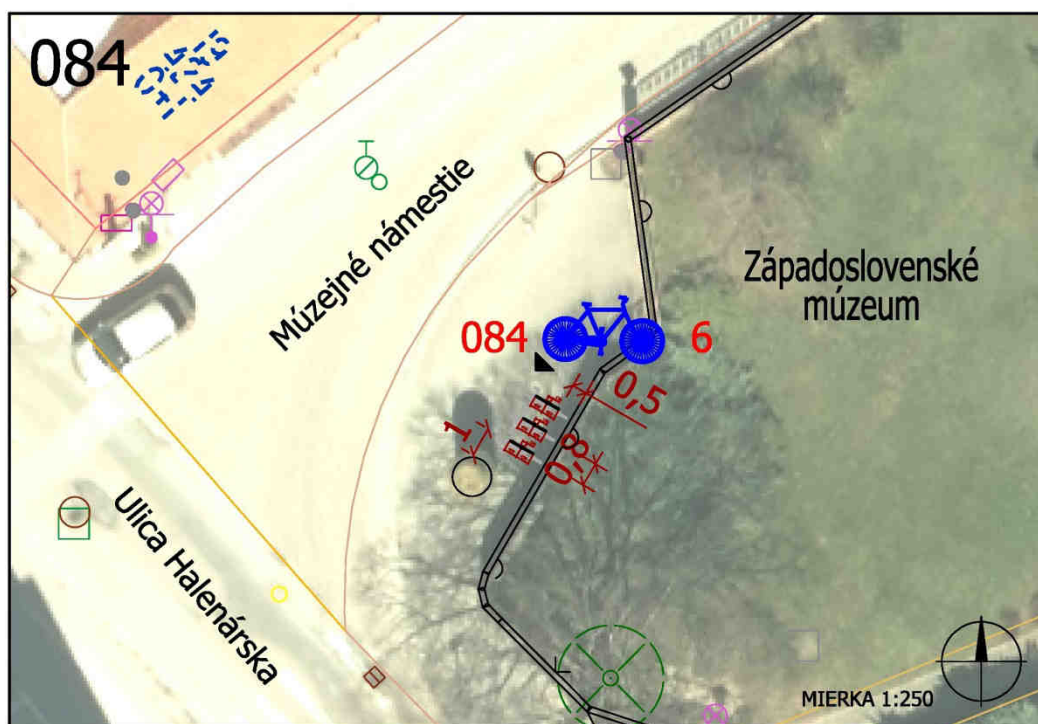 084
Múzejné námestie
Západoslovenské
múzeum
084
6
0,5
1
0,8
Ulica Halenárska
MIERKA 1:250